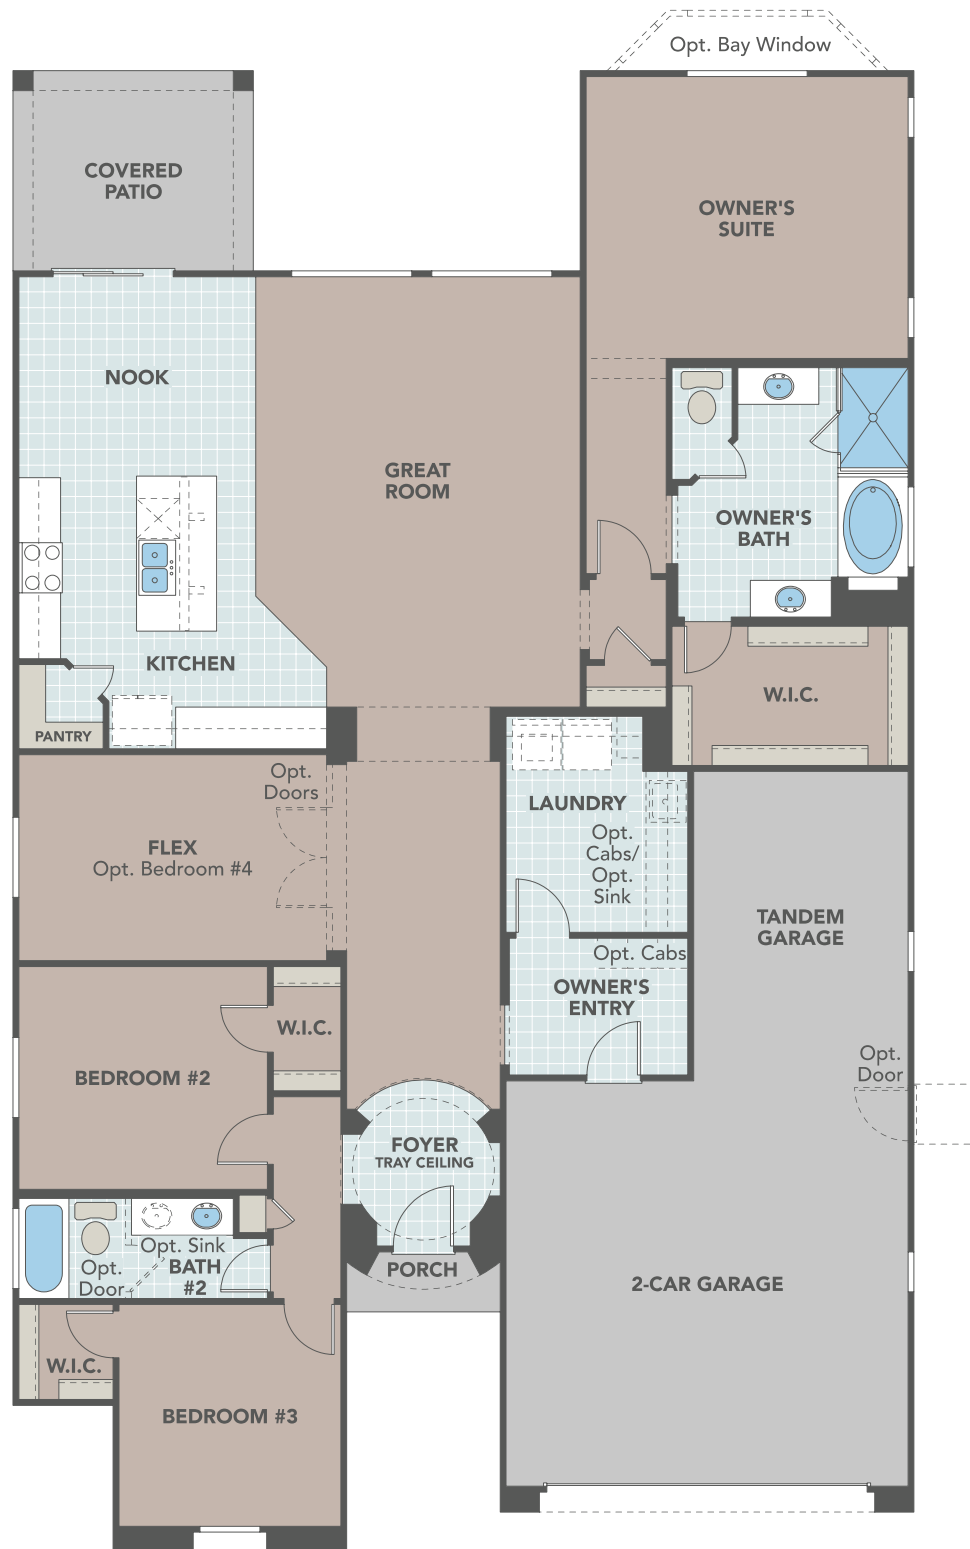 Opt. Bay Window
COVERED
PATIO
OWNER'S
SUITE
NOOK
GREAT
ROOM
OWNER'S
BATH
KITCHEN
W.I.C.
PANTRY
Opt.
Doors
LAUNDRY
Opt.
Cabs/
Opt.
Sink
FLEX
Opt. Bedroom #4
TANDEM
GARAGE
Opt. Cabs
OWNER'S
ENTRY
W.I.C.
BEDROOM #2
Opt.
Door
FOYER
TRAY CEILING
Opt. Sink
BATH
#2
Opt.
Door
PORCH
2-CAR GARAGE
W.I.C.
BEDROOM #3